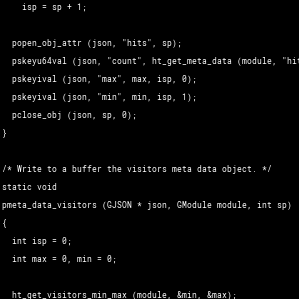 isp = sp + 1;
popen_obj_attr (json, "hits", sp);
pskeyu64val (json, "count", ht_get_meta_data (module, "hit
pskeyival (json, "max", max, isp, 0);
pskeyival (json, "min", min, isp, 1);
pclose_obj (json, sp, 0);
}
/* Write to a buffer the visitors meta data object. */
static void
pmeta_data_visitors (GJSON * json, GModule module, int sp)
{
int isp = 0;
int max = 0, min = 0;
ht_get_visitors_min_max (module, &min, &max);